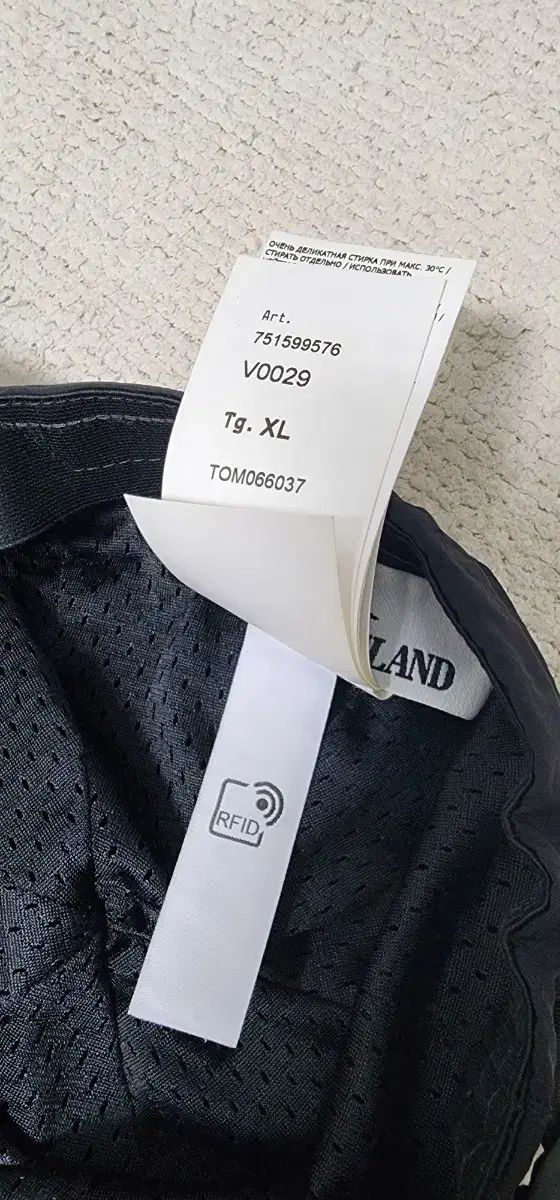 ОЧЕНЬ ДЕЛИКАТНАЯ СТИРКА ПРИ МАКС. 30°C /
СТИРАТЬ ОТДЕЛЬНО / ИСПОЛЬЗОВАТЬ
Art.
751599576
V0029
Tg. XL
TOM066037
LAND
RFID